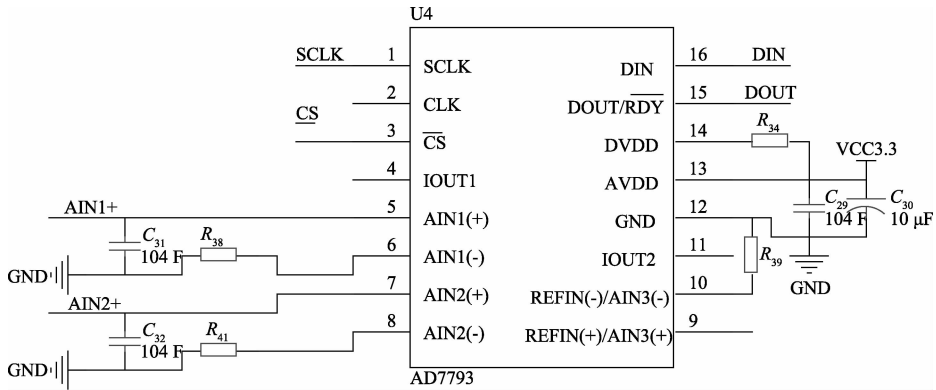 U4
SCLK 1 SCLK DIN 16 DIN
2 CLK DOUT/RDY 15 DOUT
CS 3 CS DVDD 14 R34
4 IOUT1 AVDD 13 VCC3.3
AIN1+ 5 AIN1(+) GND 12 C29 104 F C30 10 μF
C31 104 F R38 6 AIN1(-) IOUT2 11 R39
GND GND
AIN2+ 7 AIN2(+) REFIN(-)/AIN3(-) 10
C32 104 F R41 8 AIN2(-) REFIN(+)/AIN3(+) 9
GND
AD7793